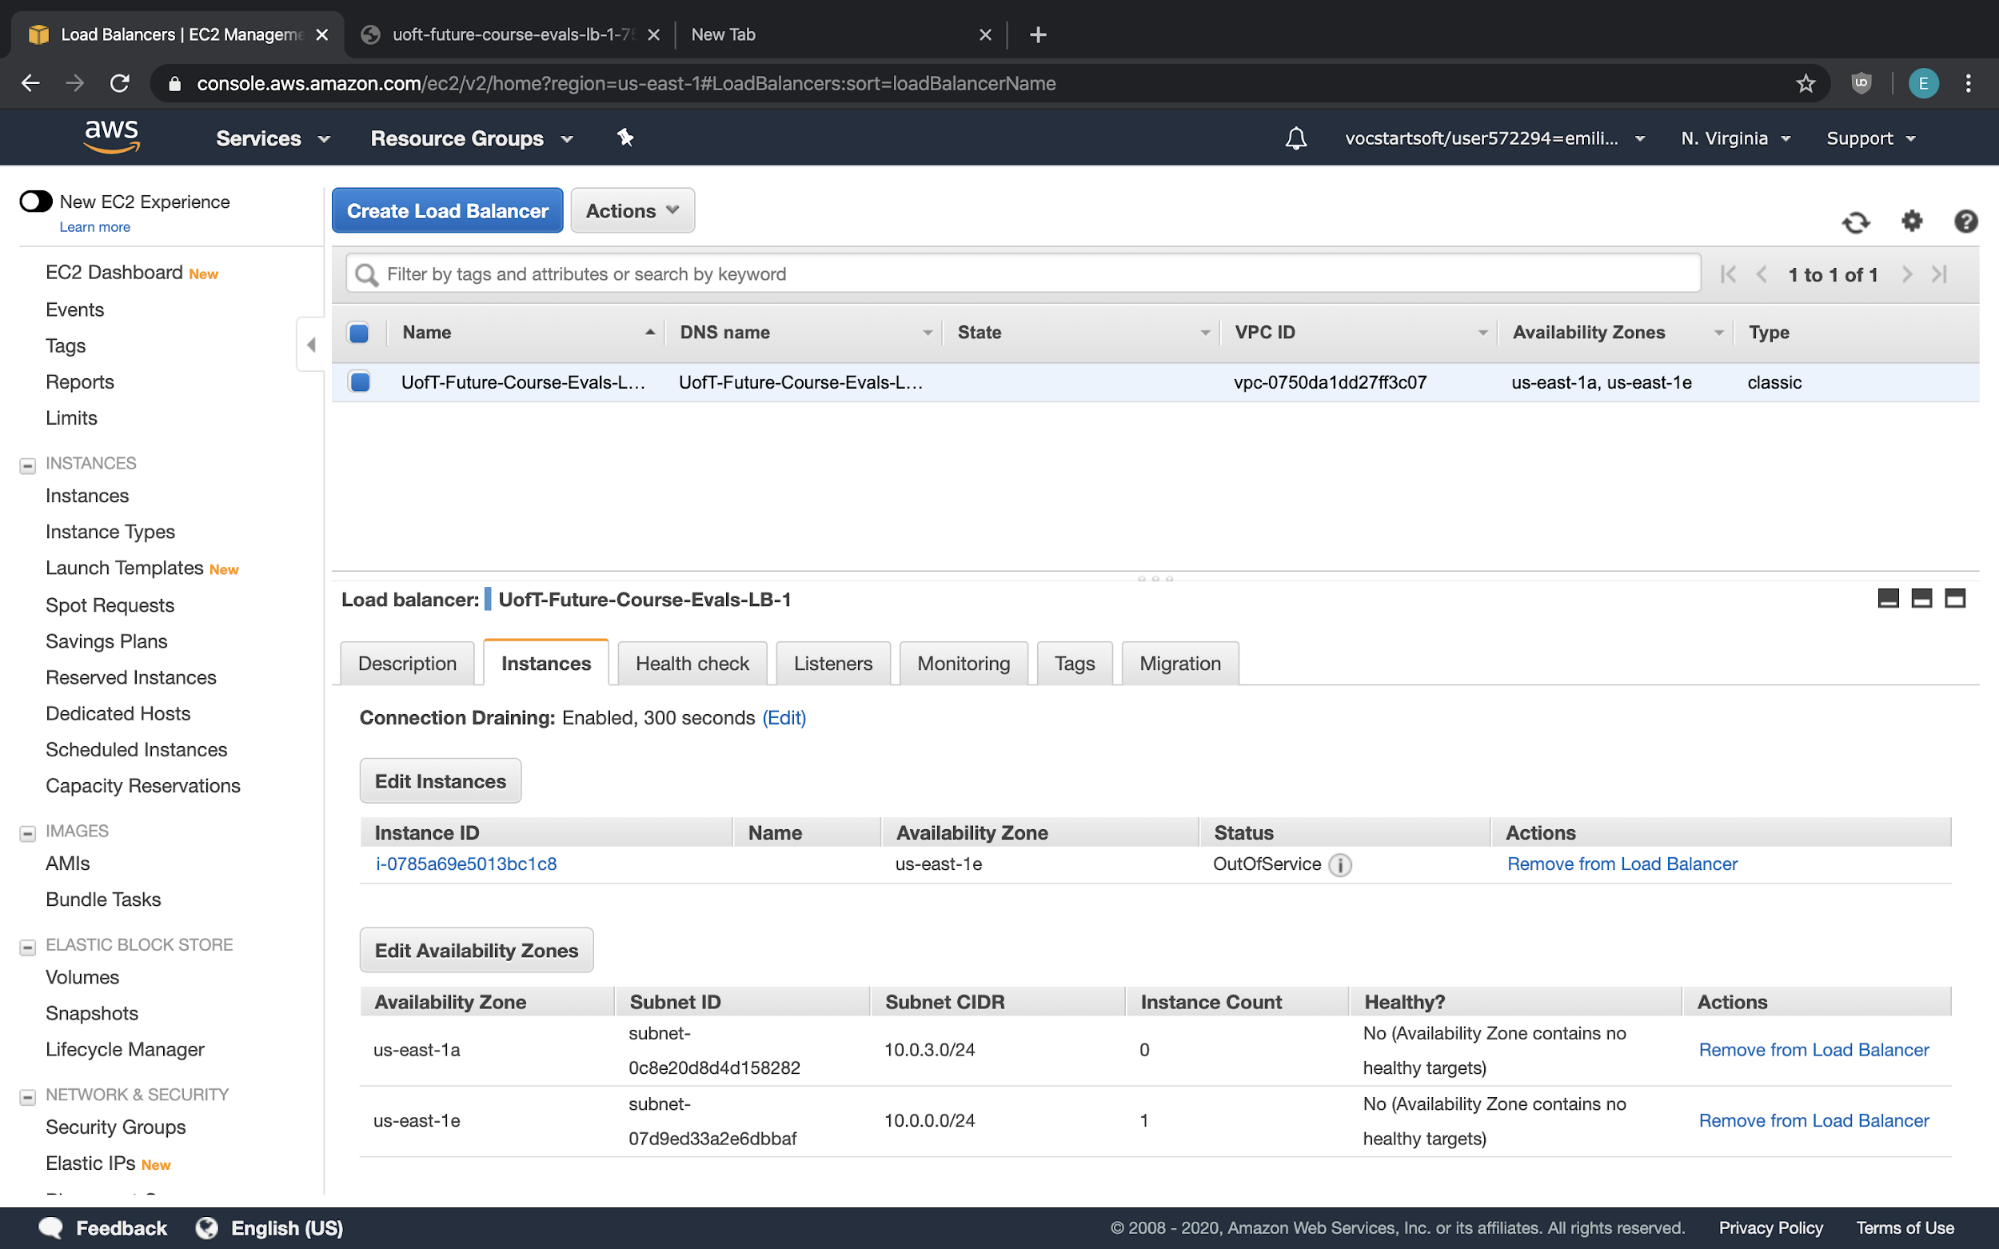 Load Balancers | EC2 Manageme
uoft-future-course-evals-lb-1-75
New Tab
console.aws.amazon.com/ec2/v2/home?region=us-east-1#LoadBalancers:sort=loadBalancerName
E
aws
Services
Resource Groups
vocstartsoft/user572294=emili...
N. Virginia
Support
New EC2 Experience
Learn more
EC2 Dashboard New
Events
Tags
Reports
Limits
INSTANCES
Instances
Instance Types
Launch Templates New
Spot Requests
Savings Plans
Reserved Instances
Dedicated Hosts
Scheduled Instances
Capacity Reservations
IMAGES
AMIs
Bundle Tasks
ELASTIC BLOCK STORE
Volumes
Snapshots
Lifecycle Manager
NETWORK & SECURITY
Security Groups
Elastic IPs New
Create Load Balancer
Actions
Filter by tags and attributes or search by keyword
1 to 1 of 1
Name DNS name State VPC ID Availability Zones Type
UofT-Future-Course-Evals-L... UofT-Future-Course-Evals-L... vpc-0750da1dd27ff3c07 us-east-1a, us-east-1e classic
Load balancer: UofT-Future-Course-Evals-LB-1
Description Instances Health check Listeners Monitoring Tags Migration
Connection Draining: Enabled, 300 seconds (Edit)
Edit Instances
Instance ID Name Availability Zone Status Actions
i-0785a69e5013bc1c8 us-east-1e OutOfService i Remove from Load Balancer
Edit Availability Zones
Availability Zone Subnet ID Subnet CIDR Instance Count Healthy? Actions
us-east-1a subnet-0c8e20d8d4d158282 10.0.3.0/24 0 No (Availability Zone contains no healthy targets) Remove from Load Balancer
us-east-1e subnet-07d9ed33a2e6dbbaf 10.0.0.0/24 1 No (Availability Zone contains no healthy targets) Remove from Load Balancer
Feedback
English (US)
© 2008 - 2020, Amazon Web Services, Inc. or its affiliates. All rights reserved.
Privacy Policy
Terms of Use